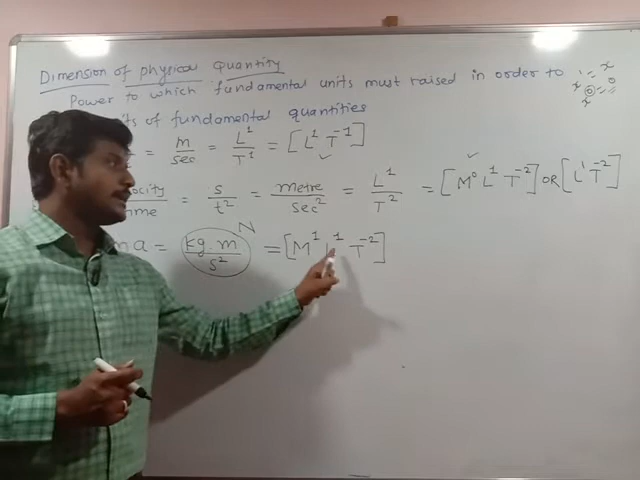 Dimension of physical Quantity
Power to which fundamental units must raised in order to
of fundamental quantities
= m/sec = L¹/T¹ = [L¹ T⁻¹] ✓
= s/t² = metre/sec² = L¹/T² = [M⁰ L¹ T⁻²] OR [L¹ T⁻²] ✓
ma = kg.m/s² N = [M¹ L¹ T⁻²]